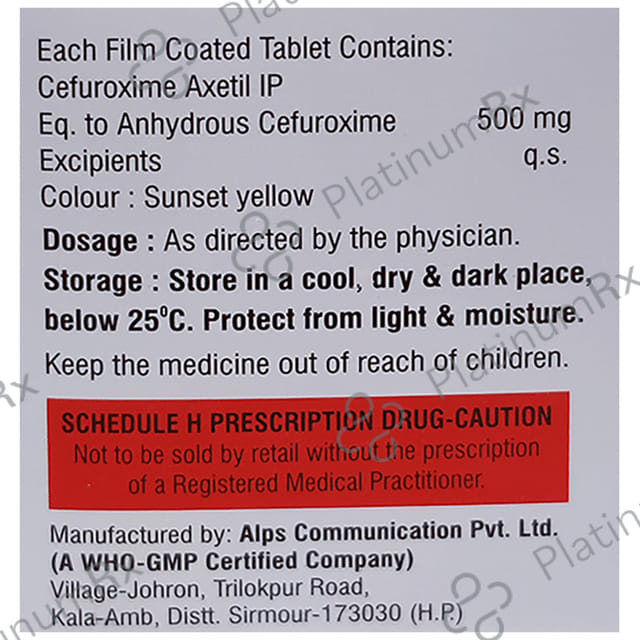 Each Film Coated Tablet Contains:
Cefuroxime Axetil IP
Eq. to Anhydrous Cefuroxime 500 mg
Excipients q.s.
Colour : Sunset yellow
Dosage : As directed by the physician.
Storage : Store in a cool, dry & dark place,
below 25⁰C. Protect from light & moisture.
Keep the medicine out of reach of children.
SCHEDULE H PRESCRIPTION DRUG-CAUTION
Not to be sold by retail without the prescription
of a Registered Medical Practitioner.
Manufactured by: Alps Communication Pvt. Ltd.
(A WHO-GMP Certified Company)
Village-Johron, Trilokpur Road,
Kala-Amb, Distt. Sirmour-173030 (H.P.)
PlatinumRx
PlatinumRx
PlatinumRx